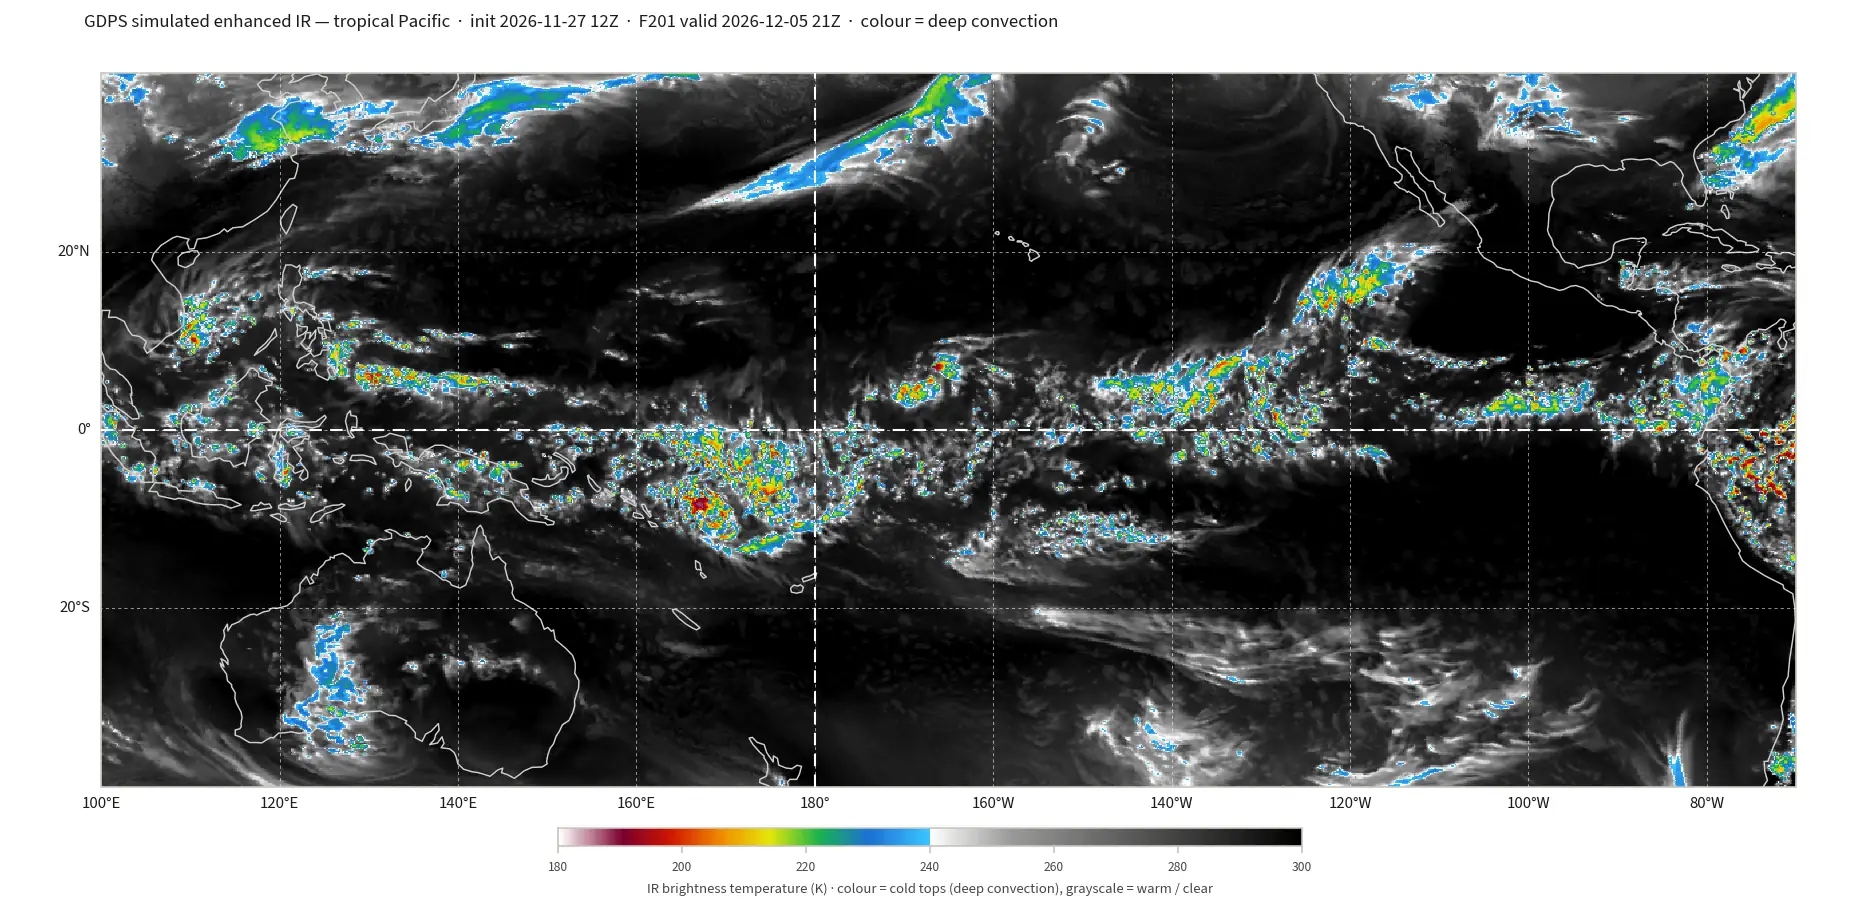 GDPS simulated enhanced IR — tropical Pacific · init 2026-11-27 12Z · F201 valid 2026-12-05 21Z · colour = deep convection
20°N
0°
20°S
100°E 120°E 140°E 160°E 180° 160°W 140°W 120°W 100°W 80°W
180 200 220 240 260 280 300
IR brightness temperature (K) · colour = cold tops (deep convection), grayscale = warm / clear